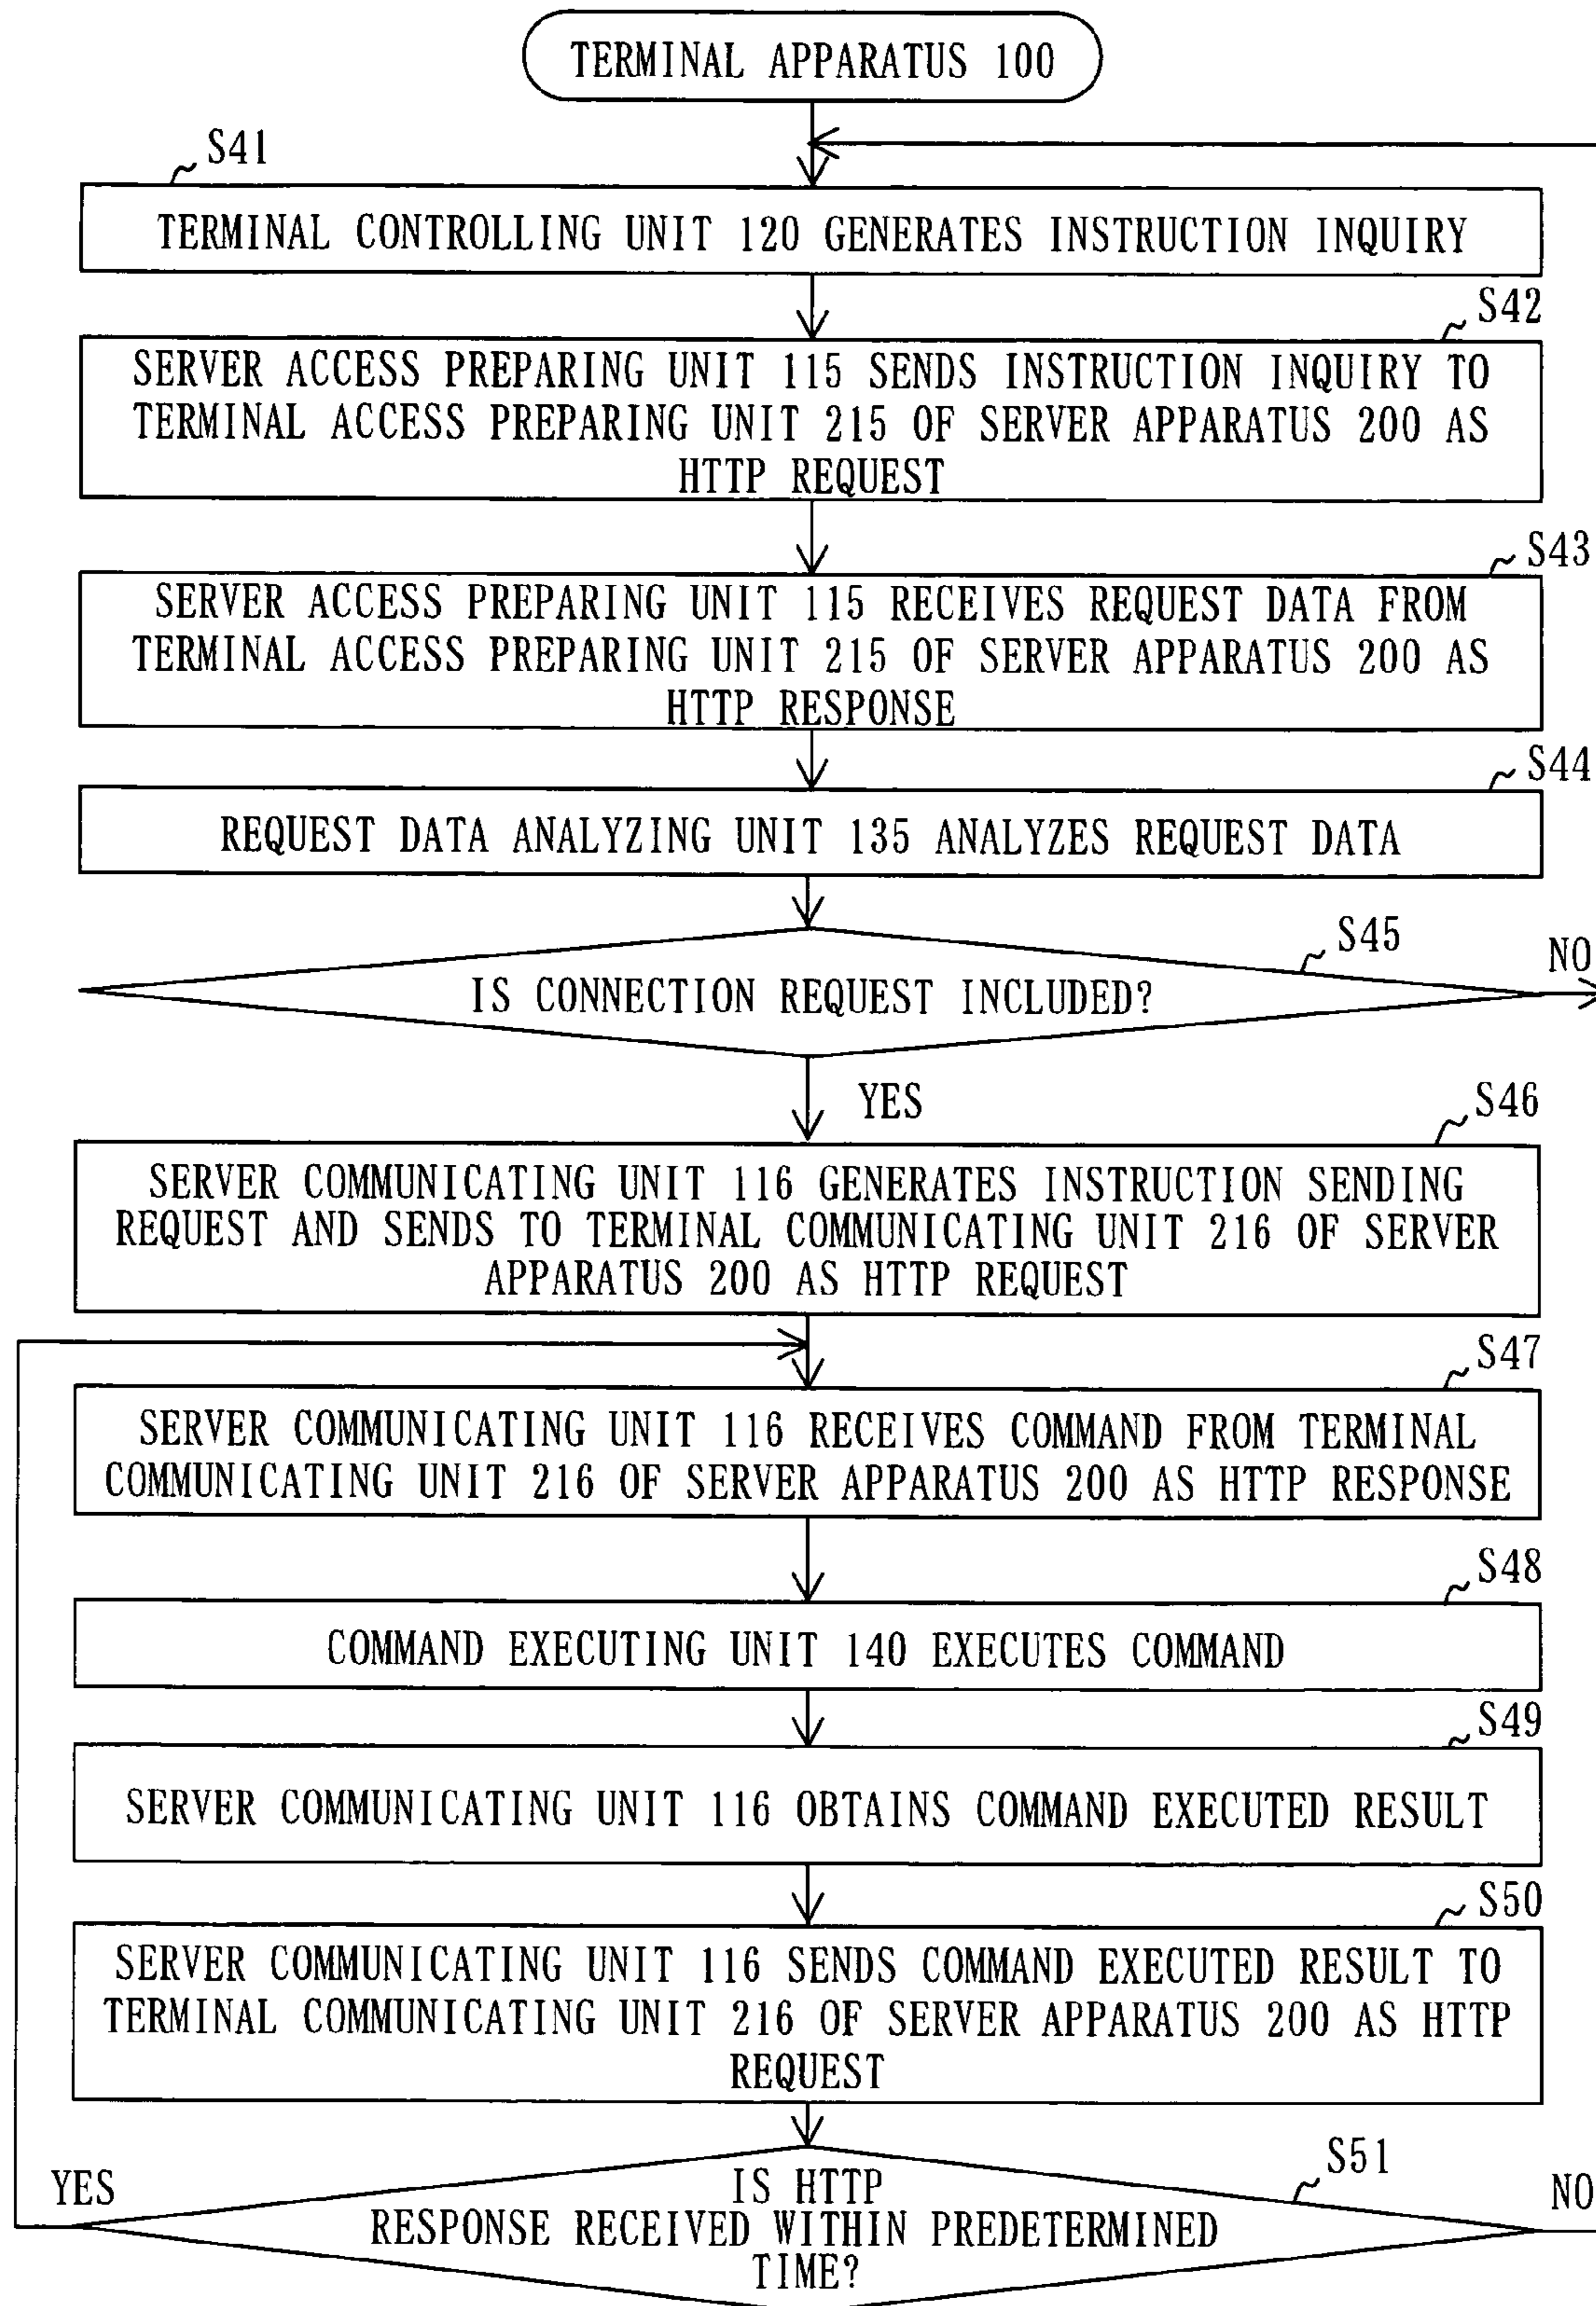 TERMINAL APPARATUS 100
S41
TERMINAL CONTROLLING UNIT 120 GENERATES INSTRUCTION INQUIRY
S42
SERVER ACCESS PREPARING UNIT 115 SENDS INSTRUCTION INQUIRY TO
TERMINAL ACCESS PREPARING UNIT 215 OF SERVER APPARATUS 200 AS
HTTP REQUEST
S43
SERVER ACCESS PREPARING UNIT 115 RECEIVES REQUEST DATA FROM
TERMINAL ACCESS PREPARING UNIT 215 OF SERVER APPARATUS 200 AS
HTTP RESPONSE
S44
REQUEST DATA ANALYZING UNIT 135 ANALYZES REQUEST DATA
S45
NO
IS CONNECTION REQUEST INCLUDED?
YES
S46
SERVER COMMUNICATING UNIT 116 GENERATES INSTRUCTION SENDING
REQUEST AND SENDS TO TERMINAL COMMUNICATING UNIT 216 OF SERVER
APPARATUS 200 AS HTTP REQUEST
S47
SERVER COMMUNICATING UNIT 116 RECEIVES COMMAND FROM TERMINAL
COMMUNICATING UNIT 216 OF SERVER APPARATUS 200 AS HTTP RESPONSE
S48
COMMAND EXECUTING UNIT 140 EXECUTES COMMAND
S49
SERVER COMMUNICATING UNIT 116 OBTAINS COMMAND EXECUTED RESULT
S50
SERVER COMMUNICATING UNIT 116 SENDS COMMAND EXECUTED RESULT TO
TERMINAL COMMUNICATING UNIT 216 OF SERVER APPARATUS 200 AS HTTP
REQUEST
S51
YES
NO
IS HTTP
RESPONSE RECEIVED WITHIN PREDETERMINED
TIME?